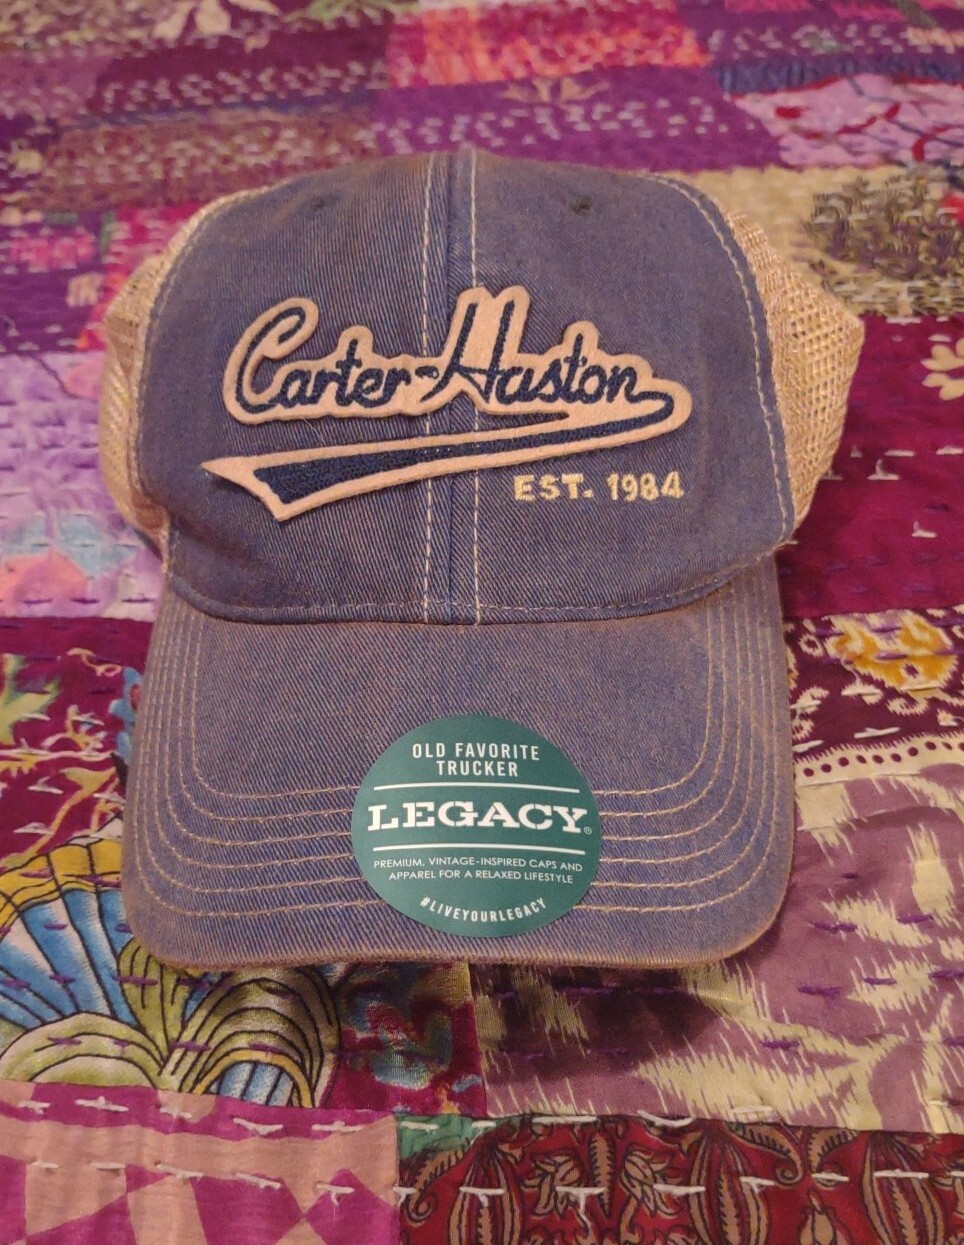 Carter-Haston
EST. 1984
OLD FAVORITE
TRUCKER
LEGACY®
PREMIUM, VINTAGE-INSPIRED CAPS AND
APPAREL FOR A RELAXED LIFESTYLE
#LIVEYOURLEGACY